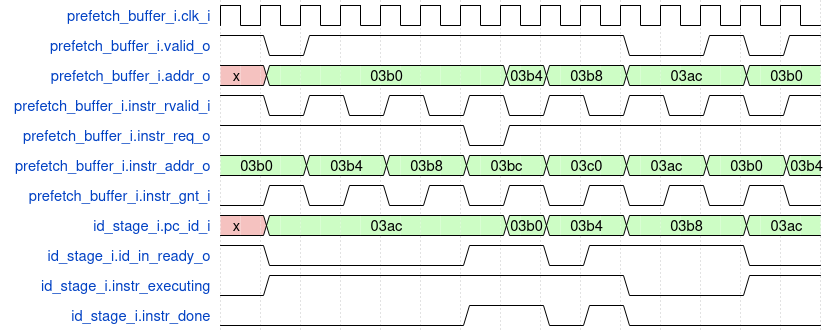 prefetch_buffer_i.clk_i
prefetch_buffer_i.valid_o
prefetch_buffer_i.addr_o x 03b0 03b4 03b8 03ac 03b0
prefetch_buffer_i.instr_rvalid_i
prefetch_buffer_i.instr_req_o
prefetch_buffer_i.instr_addr_o 03b0 03b4 03b8 03bc 03c0 03ac 03b0 03b4
prefetch_buffer_i.instr_gnt_i
id_stage_i.pc_id_i x 03ac 03b0 03b4 03b8 03ac
id_stage_i.id_in_ready_o
id_stage_i.instr_executing
id_stage_i.instr_done